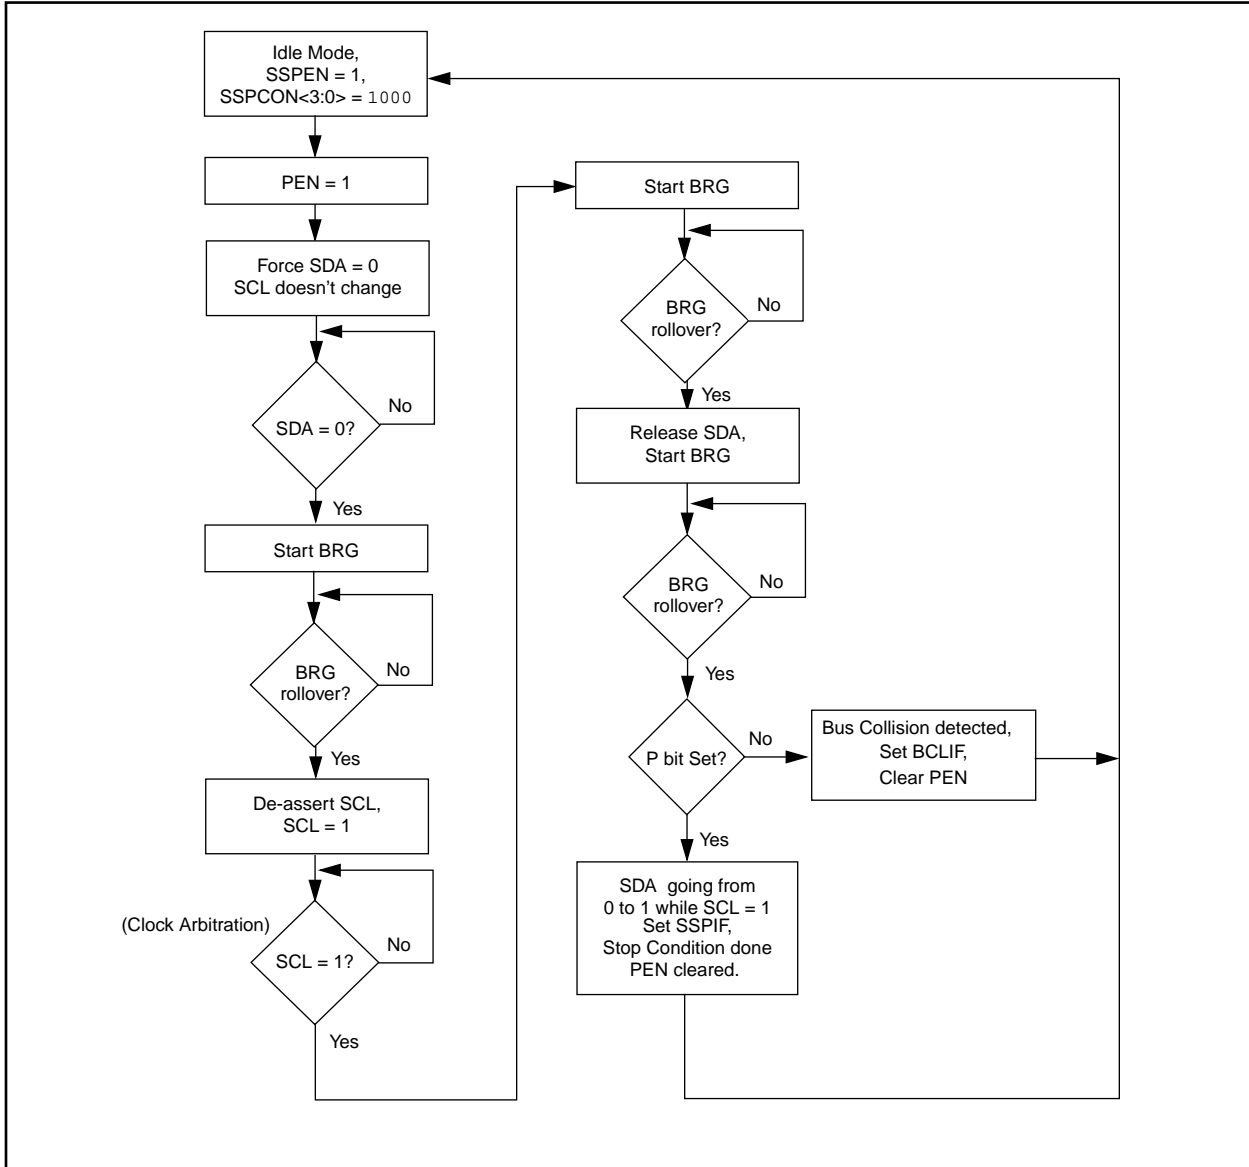 Idle Mode,
SSPEN = 1,
SSPCON<3:0> = 1000
PEN = 1
Force SDA = 0
SCL doesn't change
No
SDA = 0?
Yes
Start BRG
BRG
rollover?
No
Yes
De-assert SCL,
SCL = 1
(Clock Arbitration)
No
SCL = 1?
Yes
Start BRG
BRG
rollover?
No
Yes
Release SDA,
Start BRG
BRG
rollover?
No
Yes
P bit Set?
No
Bus Collision detected,
Set BCLIF,
Clear PEN
Yes
SDA going from
0 to 1 while SCL = 1
Set SSPIF,
Stop Condition done
PEN cleared.